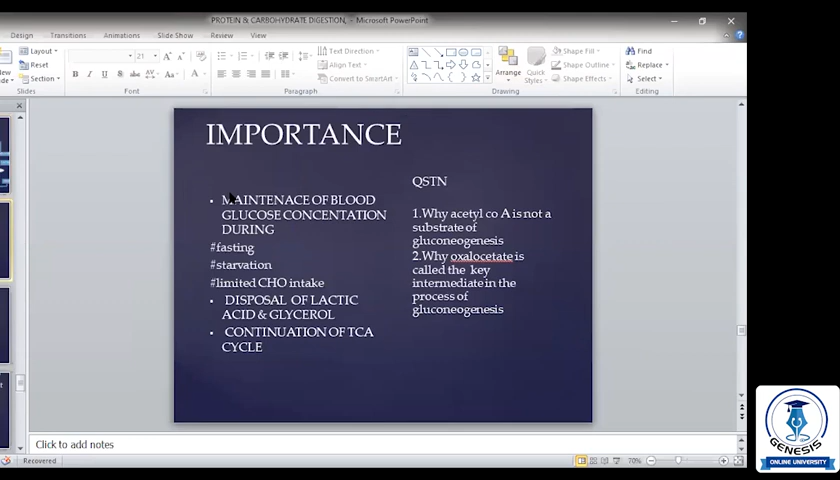 PROTEIN & CARBOHYDRATE DIGESTION, - Microsoft PowerPoint
Design Transitions Animations Slide Show Review View
Layout
Reset
Section
Slides
21
Font
Paragraph
Text Direction
Align Text
Convert to SmartArt
Arrange
Quick
Styles
Shape Fill
Shape Outline
Shape Effects
Drawing
Find
Replace
Select
Editing
IMPORTANCE
MAINTENACE OF BLOOD
GLUCOSE CONCENTATION
DURING
#fasting
#starvation
#limited CHO intake
DISPOSAL OF LACTIC
ACID & GLYCEROL
CONTINUATION OF TCA
CYCLE
QSTN
1.Why acetyl co A is not a
substrate of
gluconeogenesis
2.Why oxalocetate is
called the key
intermediate in the
process of
gluconeogenesis
Click to add notes
Recovered
70%
GENESIS
ONLINE UNIVERSITY